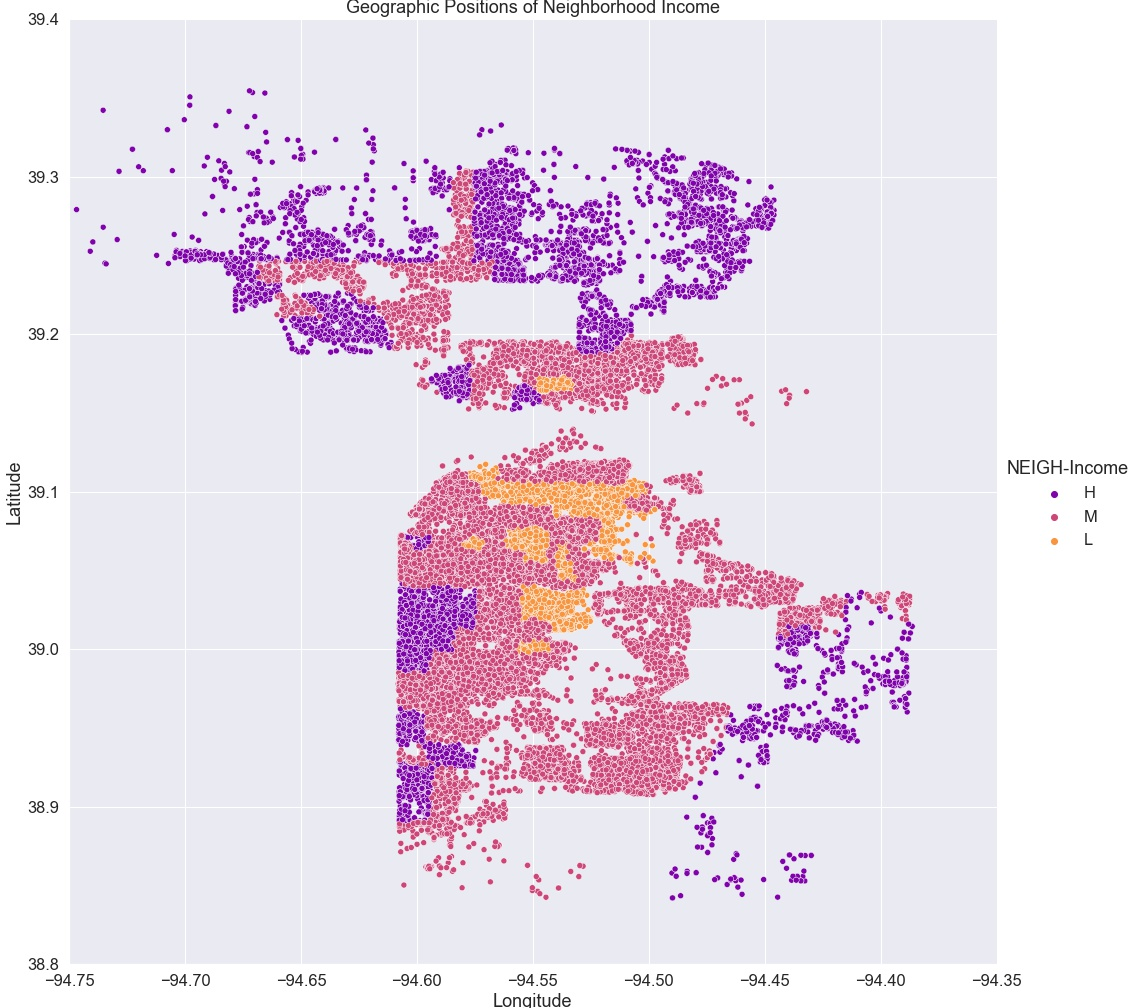 Geographic Positions of Neighborhood Income
39.4
39.3
39.2
39.1
39.0
38.9
38.8
Latitude
−94.75 −94.70 −94.65 −94.60 −94.55 −94.50 −94.45 −94.40 −94.35
Longitude
NEIGH-Income
H
M
L